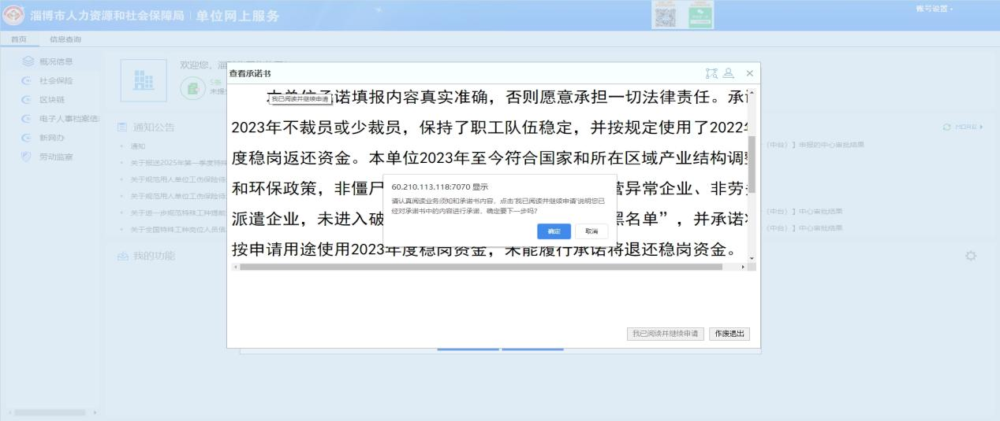 淄博市人力资源和社会保障局 | 单位网上服务
账号设置
首页 信息查询
概况信息
社会保险
区块链
电子人事档案信
新网办
劳动监察
欢迎您，淄
5条
未提
通知公告
MORE
通知
关于报送2025年第一季度特殊
关于规范用人单位工伤保险待
关于规范用人单位工伤保险待
关于进一步规范特殊工种提前
关于全国特殊工种岗位人员信
（中台）】申报的中心审批结果
（中台）】中心审批结果
（中台）】中心审批结果
我的功能
查看承诺书
我已阅读并继续申请
本单位承诺填报内容真实准确，否则愿意承担一切法律责任。承诺
2023年不裁员或少裁员，保持了职工队伍稳定，并按规定使用了2022年
度稳岗返还资金。本单位2023年至今符合国家和所在区域产业结构调整
和环保政策，非僵尸 营异常企业、非劳务
派遣企业，未进入破 黑名单”，并承诺将
按申请用途使用2023年度稳岗资金，未能履行承诺将退还稳岗资金。
60.210.113.118:7070 显示
请认真阅读业务须知和承诺书内容，点击'我已阅读并继续申请'说明您已
经对承诺书中的内容进行承诺。确定要下一步吗?
确定 取消
我已阅读并继续申请 作废退出